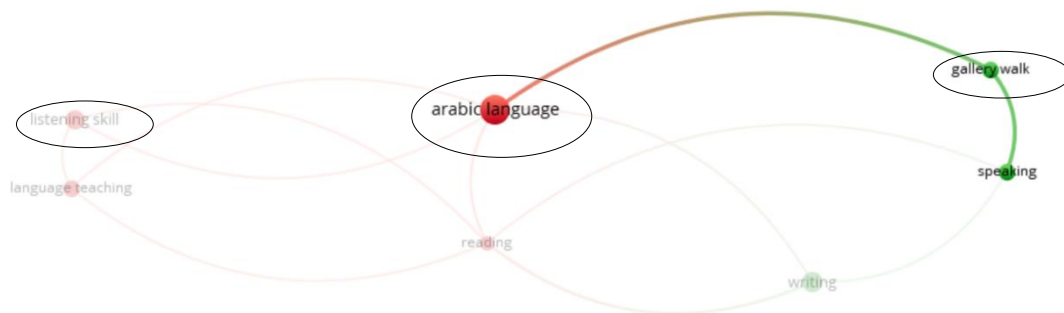 gallery walk
arabic language
listening skill
speaking
language teaching
reading
writing